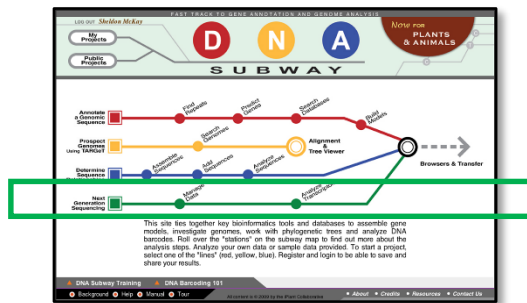 FAST TRACK TO GENE ANNOTATION AND GENOME ANALYSIS
LOG OUT Sheldon McKay
My
Projects
Public
Projects
D N A
SUBWAY
Now FOR
PLANTS
& ANIMALS
Annotate
a Genomic
Sequence
Find
Repeats
Predict
Genes
Search
Databases
Build
Models
Prospect
Genomes
Using TARGeT
Search
Genomes
Alignment
& Tree Viewer
Browsers & Transfer
Determine
Sequence
Assemble
Sequences
Add
Sequences
Analyze
Sequences
Next
Generation
Sequencing
Manage
Data
Analyze
Transcription
This site ties together key bioinformatics tools and databases to assemble gene
models, investigate genomes, work with phylogenetic trees and analyze DNA
barcodes. Roll over the "stations" on the subway map to find out more about the
analysis steps. Analyze your own data or sample data provided. To start a project,
select one of the "lines" (red, yellow, blue). Register and login to be able to save and
share your results.
DNA Subway Training DNA Barcoding 101
Background Help Manual Tour
About Credits Resources Contact Us